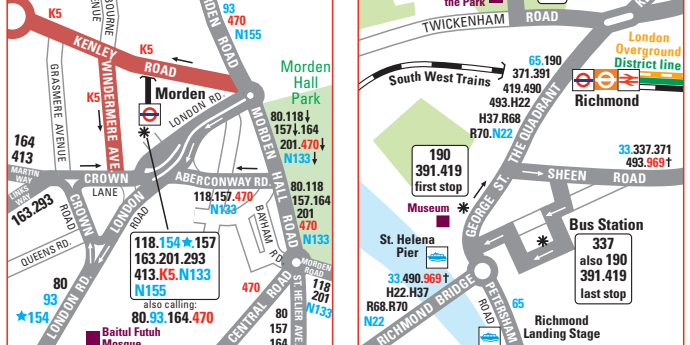 K5
93
470
N155
DEN ROAD
AVENUE
BOURNE
KENLEY ROAD
K5
WINDERMERE AVE.
GRASMERE AVENUE
K5
Morden
LONDON RD.
Morden
Hall
Park
MORDEN HALL ROAD
80.118↓
157↓.164
201.470↓
N133↓
164
413
MARTIN
WAY
LINKS
WAY
163.293
CROWN
LANE
CROWN
ROAD
LONDON
ROAD
ABERCONWAY RD.
118.157.470
N133
80.118
157.164
201
470
N133
BAYHAM
RD.
QUEENS RD.
118.154★.157
163.201.293
413.K5.N133
N155
also calling:
80.93.164.470
80
93
★154
LONDON RD.
470
CENTRAL ROAD
MORDEN
ROAD
118
201
N133
ST. HELIER AVE.
80
157
164
Baitul Futuh
Mosque
the Park
TWICKENHAM ROAD
London
Overground
District line
Richmond
South West Trains
65.190
371.391
419.490
493.H22
H37.R68
R70.N22
THE QUADRANT
33.337.371
493.969†
SHEEN ROAD
190
391.419
first stop
GEORGE ST.
Museum
St. Helena
Pier
Bus Station
337
also 190
391.419
last stop
33.490.969†
H22.H37
R68.R70
N22
RICHMOND BRIDGE
PETERSHAM
ROAD
65
Richmond
Landing Stage